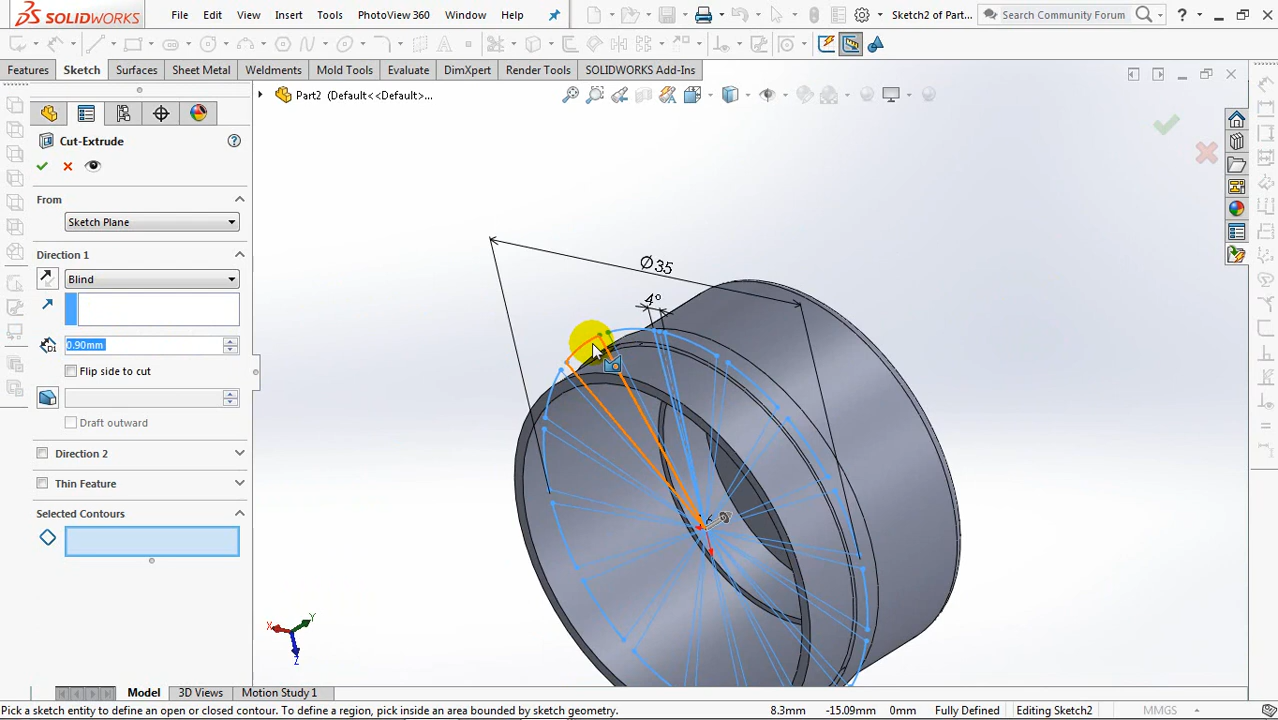 SOLIDWORKS File Edit View Insert Tools PhotoView 360 Window Help Sketch2 of Part... Search Community Forum ?
Features Sketch Surfaces Sheet Metal Weldments Mold Tools Evaluate DimXpert Render Tools SOLIDWORKS Add-Ins
Part2 (Default<<Default>...
Cut-Extrude
From
Sketch Plane
Direction 1
Blind
0.90mm
Flip side to cut
Draft outward
Direction 2
Thin Feature
Selected Contours
Ø35
4°
X Y Z
Model 3D Views Motion Study 1
Pick a sketch entity to define an open or closed contour. To define a region, pick inside an area bounded by sketch geometry. 8.3mm -15.09mm 0mm Fully Defined Editing Sketch2 MMGS